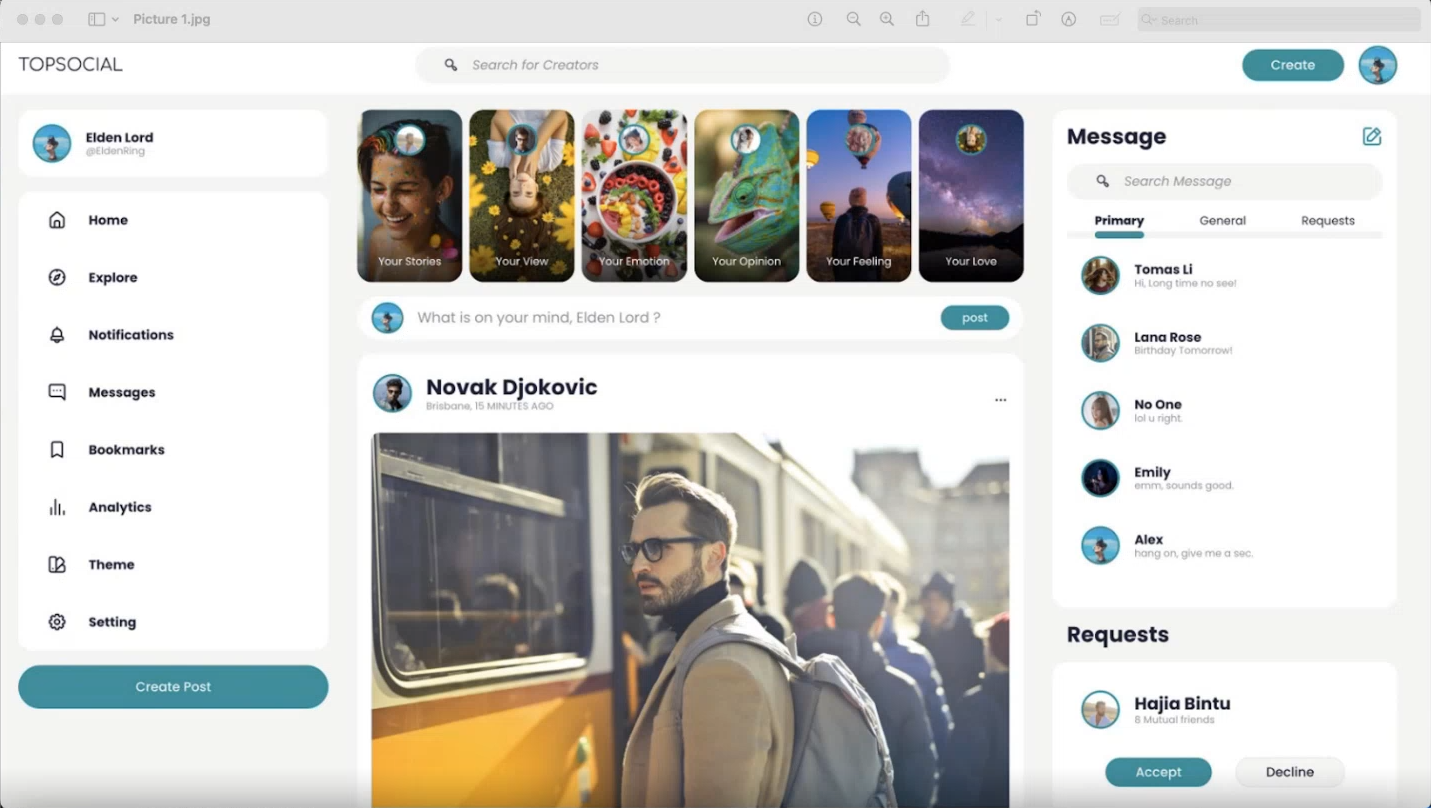 Picture 1.jpg
Search
TOPSOCIAL
Search for Creators
Create
Elden Lord
@EldenRing
Home
Explore
Notifications
Messages
Bookmarks
Analytics
Theme
Setting
Create Post
Your Stories
Your View
Your Emotion
Your Opinion
Your Feeling
Your Love
What is on your mind, Elden Lord ?
post
Novak Djokovic
Brisbane, 15 MINUTES AGO
Message
Search Message
Primary
General
Requests
Tomas Li
Hi, Long time no see!
Lana Rose
Birthday Tomorrow!
No One
lol u right.
Emily
emm, sounds good.
Alex
hang on, give me a sec.
Requests
Hajia Bintu
8 Mutual friends
Accept
Decline